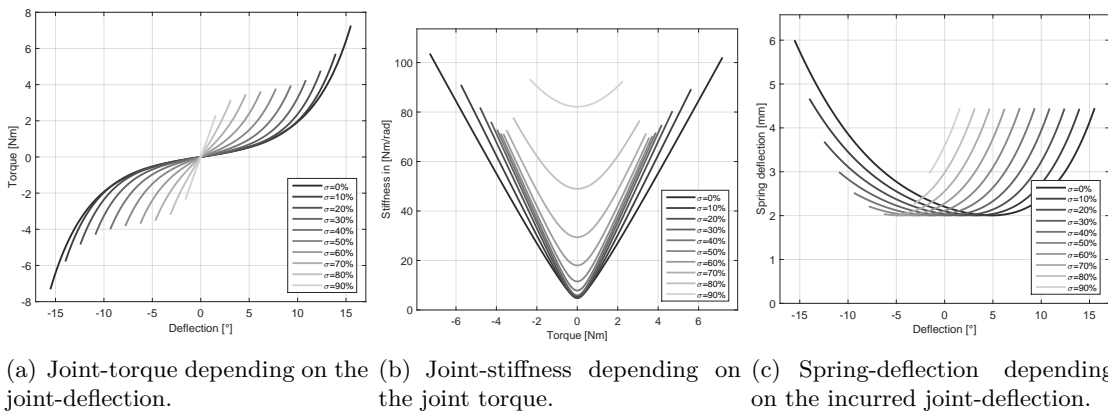 8
6
4
2
0
-2
-4
-6
-8
Torque [Nm]
-15
-10
-5
0
5
10
15
Deflection [°]
σ=0%
σ=10%
σ=20%
σ=30%
σ=40%
σ=50%
σ=60%
σ=70%
σ=80%
σ=90%
100
80
60
40
20
0
Stiffness in [Nm/rad]
-6
-4
-2
0
2
4
6
Torque [Nm]
σ=0%
σ=10%
σ=20%
σ=30%
σ=40%
σ=50%
σ=60%
σ=70%
σ=80%
σ=90%
6
5
4
3
2
1
0
Spring deflection [mm]
-15
-10
-5
0
5
10
15
Deflection [°]
σ=0%
σ=10%
σ=20%
σ=30%
σ=40%
σ=50%
σ=60%
σ=70%
σ=80%
σ=90%
(a) Joint-torque depending on the
joint-deflection.
(b) Joint-stiffness depending on
the joint torque.
(c) Spring-deflection depending
on the incurred joint-deflection.